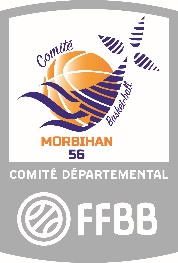 Comité
Basket-ball
MORBIHAN
56
COMITÉ DÉPARTEMENTAL
FFBB